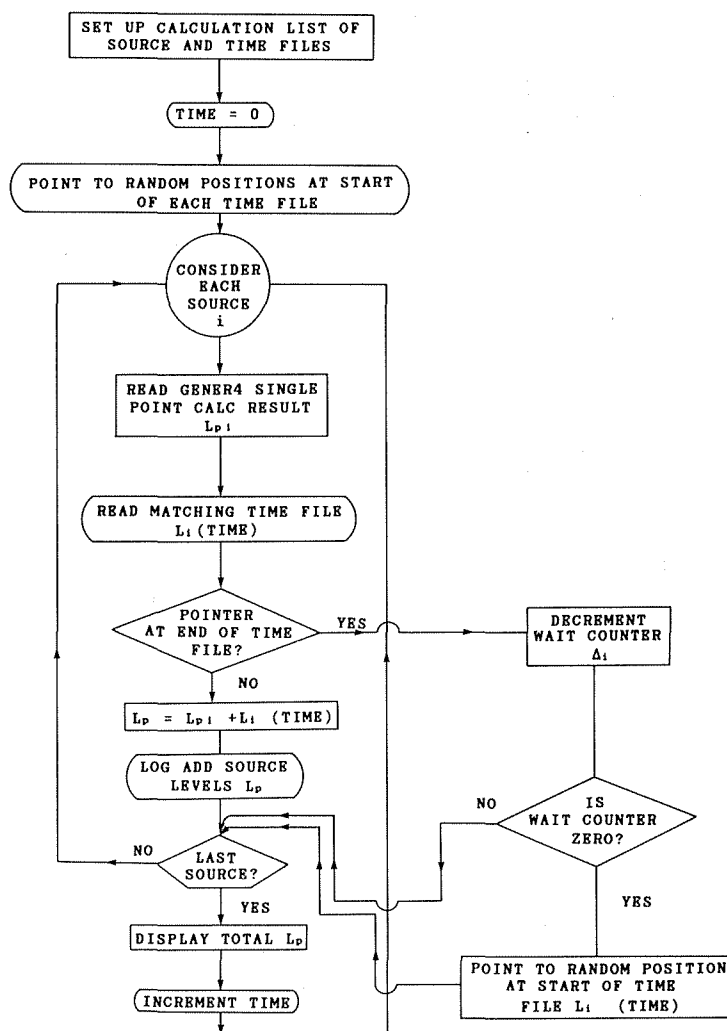 SET UP CALCULATION LIST OF
SOURCE AND TIME FILES
TIME = 0
POINT TO RANDOM POSITIONS AT START
OF EACH TIME FILE
CONSIDER
EACH
SOURCE
i
READ GENER4 SINGLE
POINT CALC RESULT
Lp i
READ MATCHING TIME FILE
Li (TIME)
POINTER
AT END OF TIME
FILE?
YES
DECREMENT
WAIT COUNTER
Δi
NO
Lp = Lp i +Li (TIME)
LOG ADD SOURCE
LEVELS Lp
NO
IS
WAIT COUNTER
ZERO?
NO
LAST
SOURCE?
YES
YES
DISPLAY TOTAL Lp
POINT TO RANDOM POSITION
AT START OF TIME
FILE Li (TIME)
INCREMENT TIME